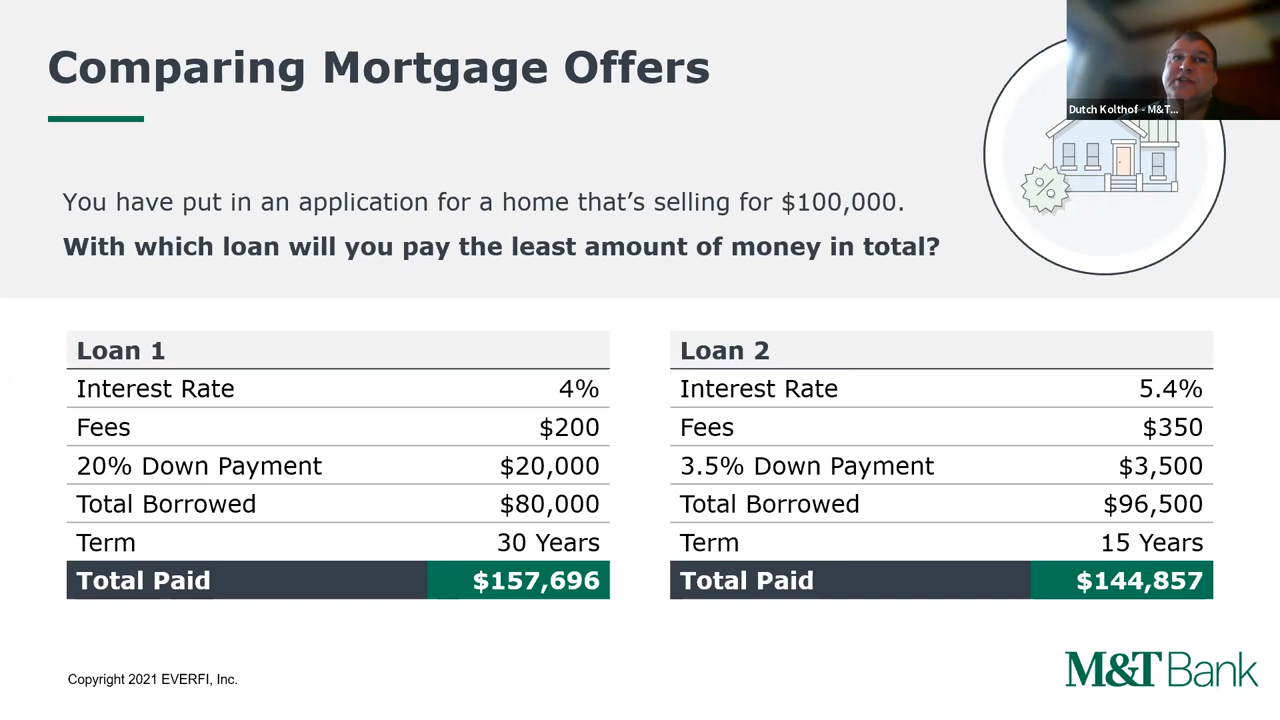 Comparing Mortgage Offers
Dutch Kolthof - M&T...
You have put in an application for a home that’s selling for $100,000.
With which loan will you pay the least amount of money in total?
%
Loan 1
Interest Rate 4%
Fees $200
20% Down Payment $20,000
Total Borrowed $80,000
Term 30 Years
Total Paid $157,696
Loan 2
Interest Rate 5.4%
Fees $350
3.5% Down Payment $3,500
Total Borrowed $96,500
Term 15 Years
Total Paid $144,857
Copyright 2021 EVERFI, Inc.
M&T Bank